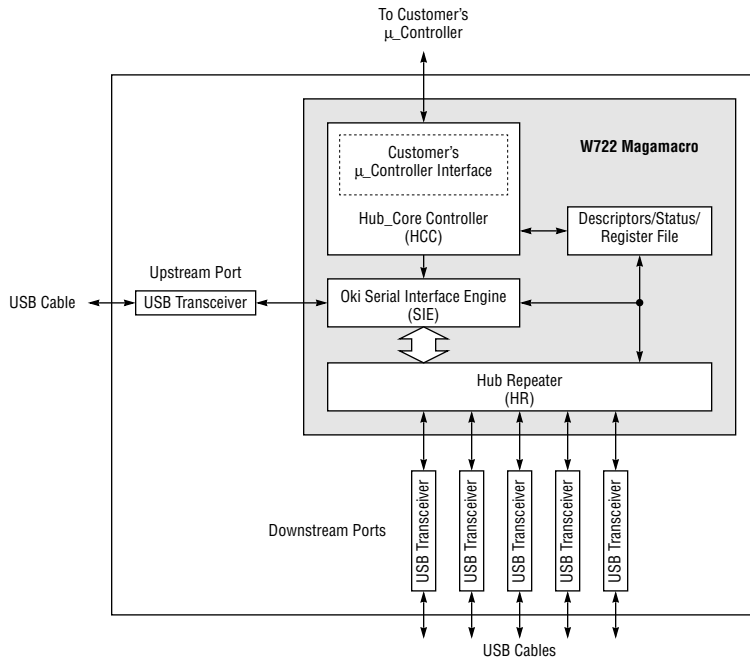 To Customer's
μ_Controller
W722 Magamacro
Customer's
μ_Controller Interface
Hub_Core Controller
(HCC)
Descriptors/Status/
Register File
Upstream Port
USB Cable
USB Transceiver
Oki Serial Interface Engine
(SIE)
Hub Repeater
(HR)
Downstream Ports
USB Transceiver
USB Transceiver
USB Transceiver
USB Transceiver
USB Transceiver
USB Cables